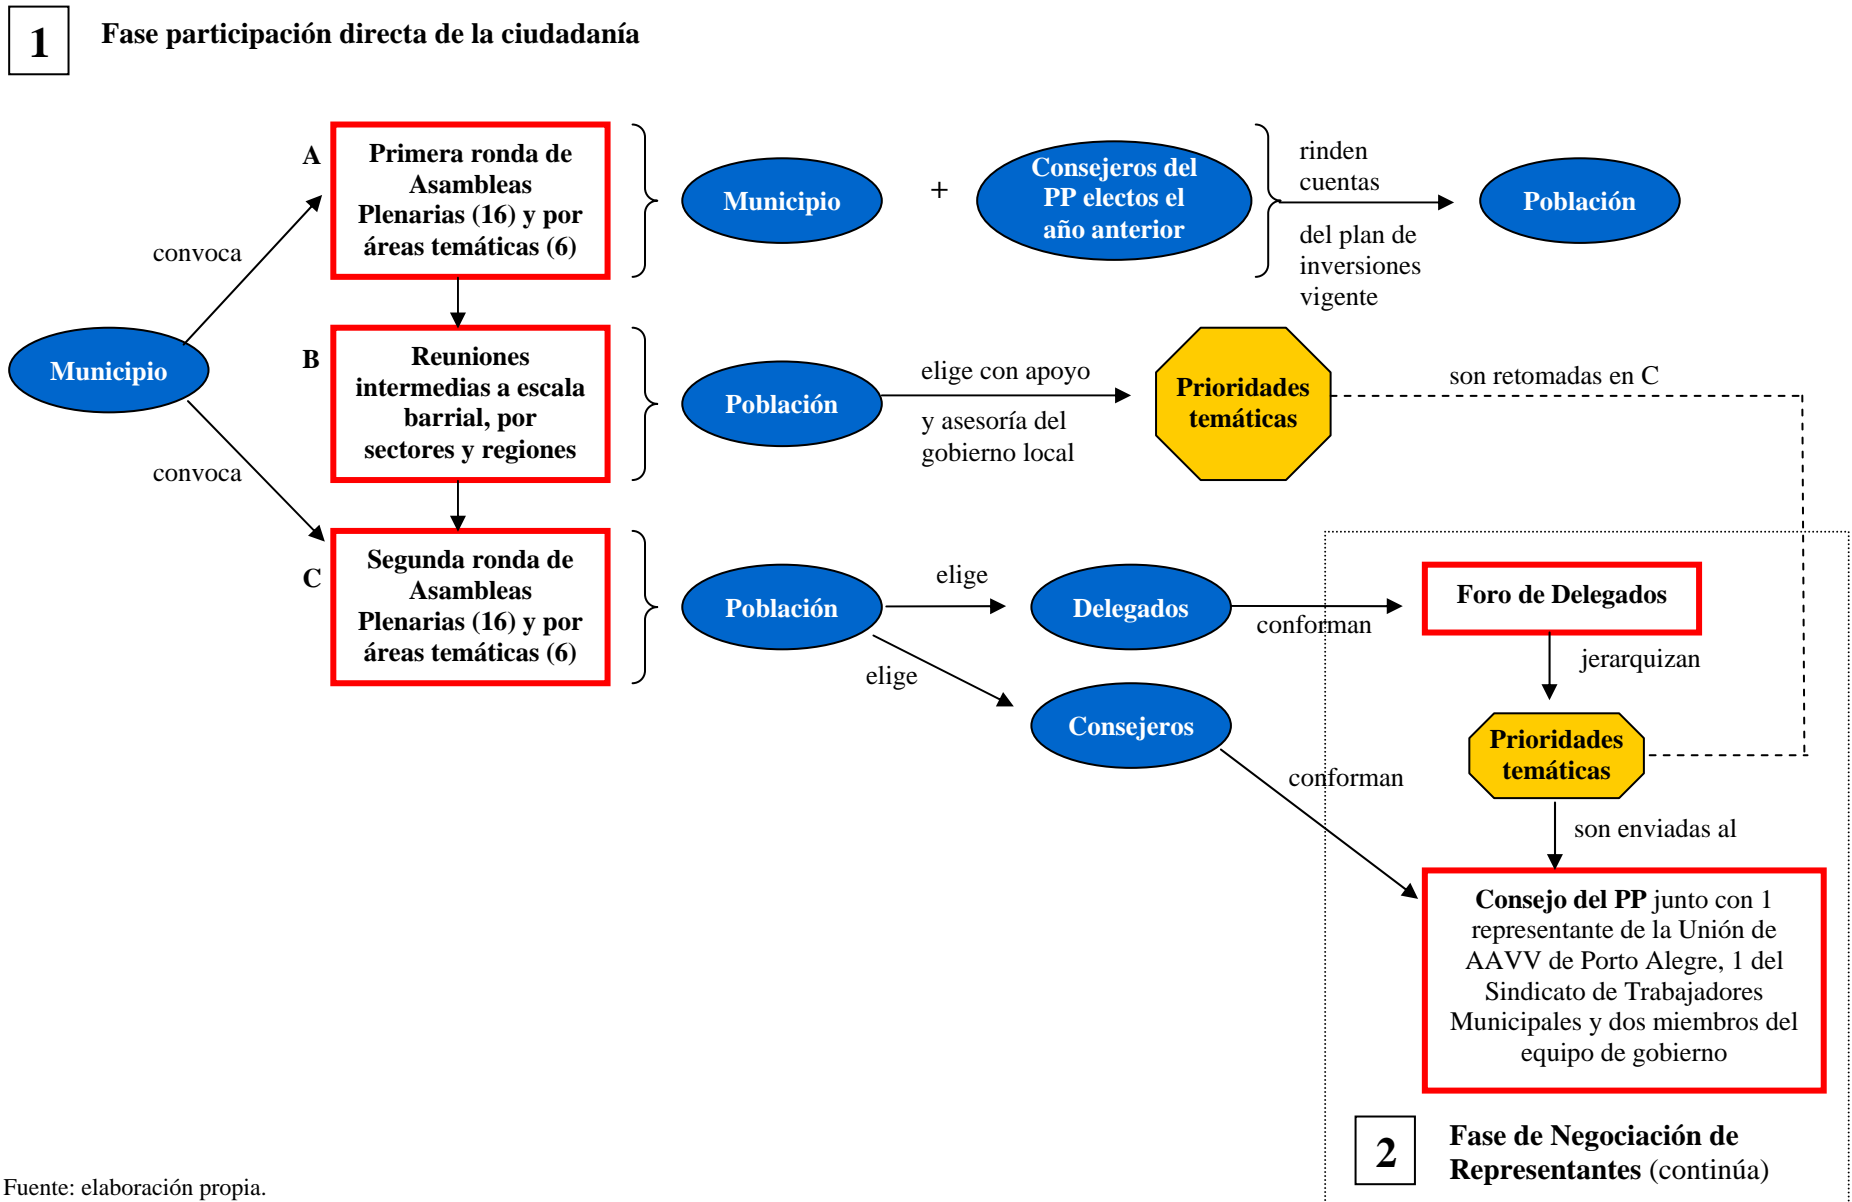 1
Fase participación directa de la ciudadanía
A
Primera ronda de
Asambleas
Plenarias (16) y por
áreas temáticas (6)
Municipio
+
Consejeros del
PP electos el
año anterior
rinden
cuentas
del plan de
inversiones
vigente
Población
convoca
Municipio
convoca
B
Reuniones
intermedias a escala
barrial, por
sectores y regiones
Población
elige con apoyo
y asesoría del
gobierno local
Prioridades
temáticas
son retomadas en C
C
Segunda ronda de
Asambleas
Plenarias (16) y por
áreas temáticas (6)
Población
elige
Delegados
conforman
Foro de Delegados
jerarquizan
elige
Consejeros
conforman
Prioridades
temáticas
son enviadas al
Consejo del PP junto con 1
representante de la Unión de
AAVV de Porto Alegre, 1 del
Sindicato de Trabajadores
Municipales y dos miembros del
equipo de gobierno
2
Fase de Negociación de
Representantes (continúa)
Fuente: elaboración propia.